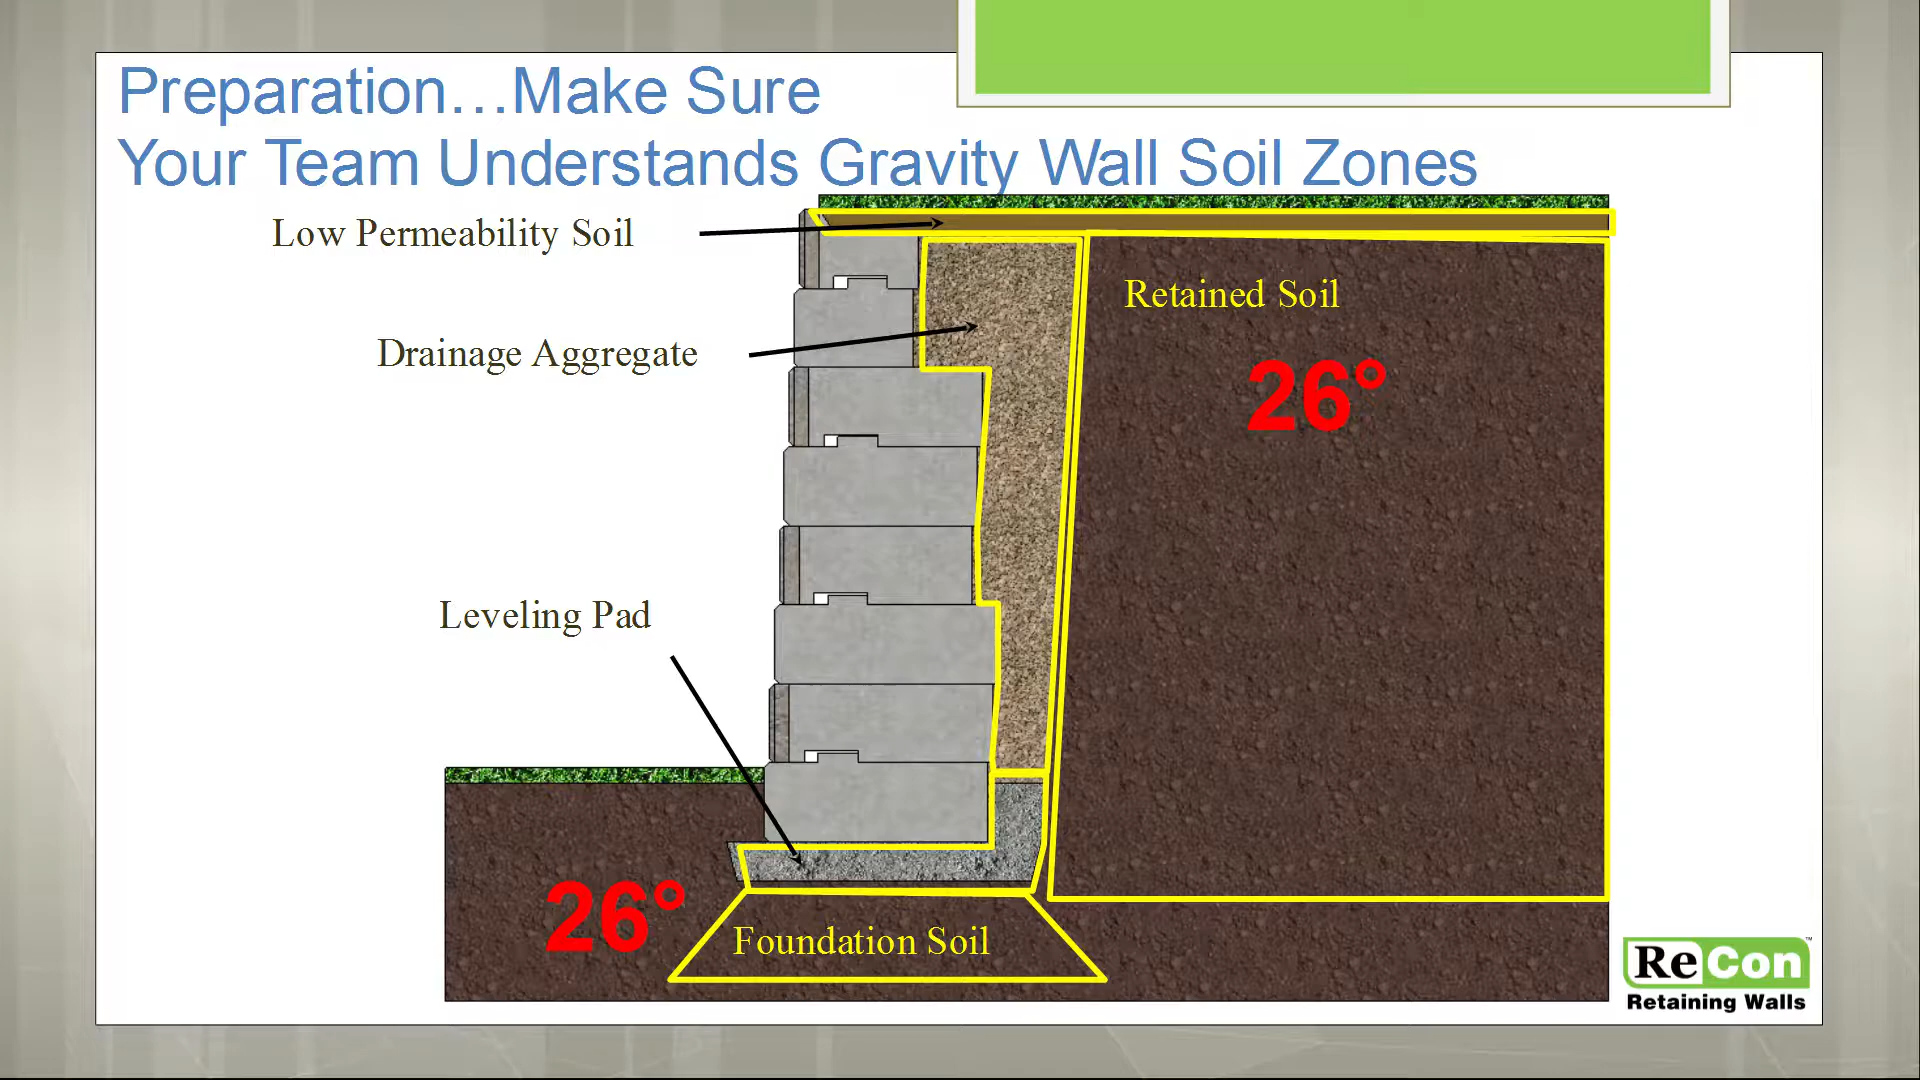 Preparation…Make Sure
Your Team Understands Gravity Wall Soil Zones
Low Permeability Soil
Retained Soil
Drainage Aggregate
26°
Leveling Pad
26°
Foundation Soil
ReCon™
Retaining Walls